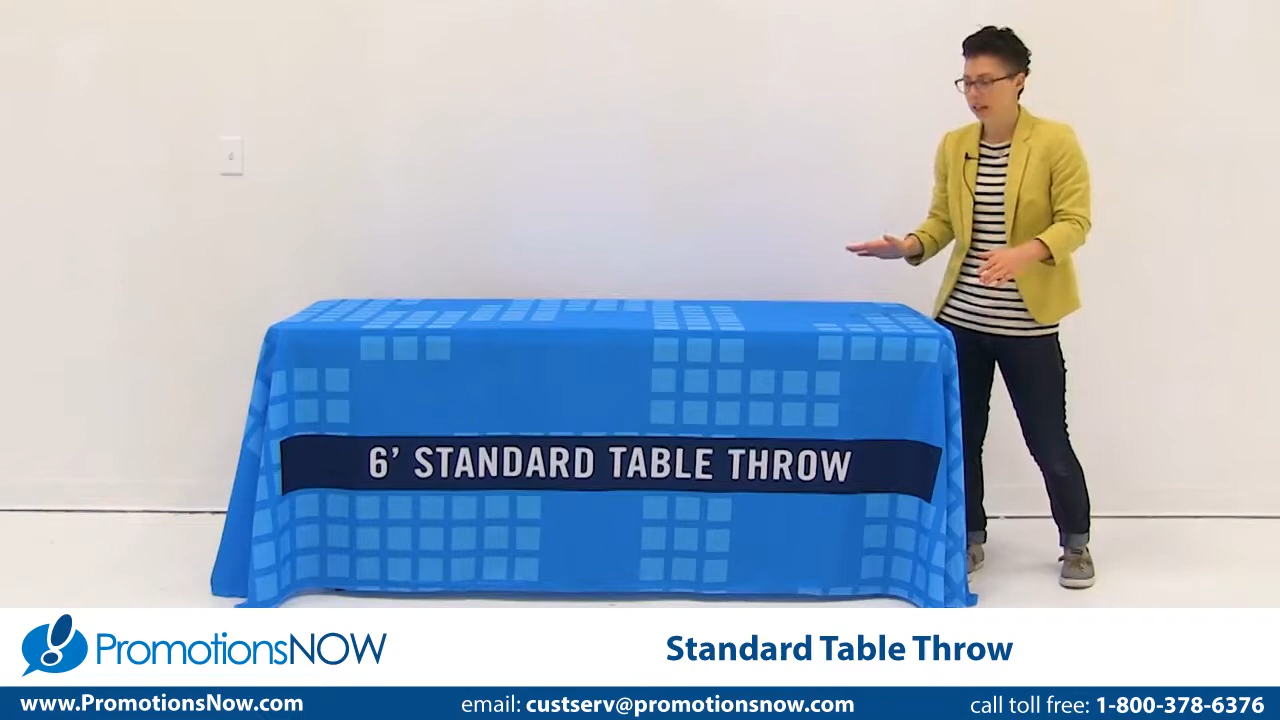 6' STANDARD TABLE THROW
PromotionsNOW
Standard Table Throw
www.PromotionsNow.com
email: custserv@promotionsnow.com
call toll free: 1-800-378-6376